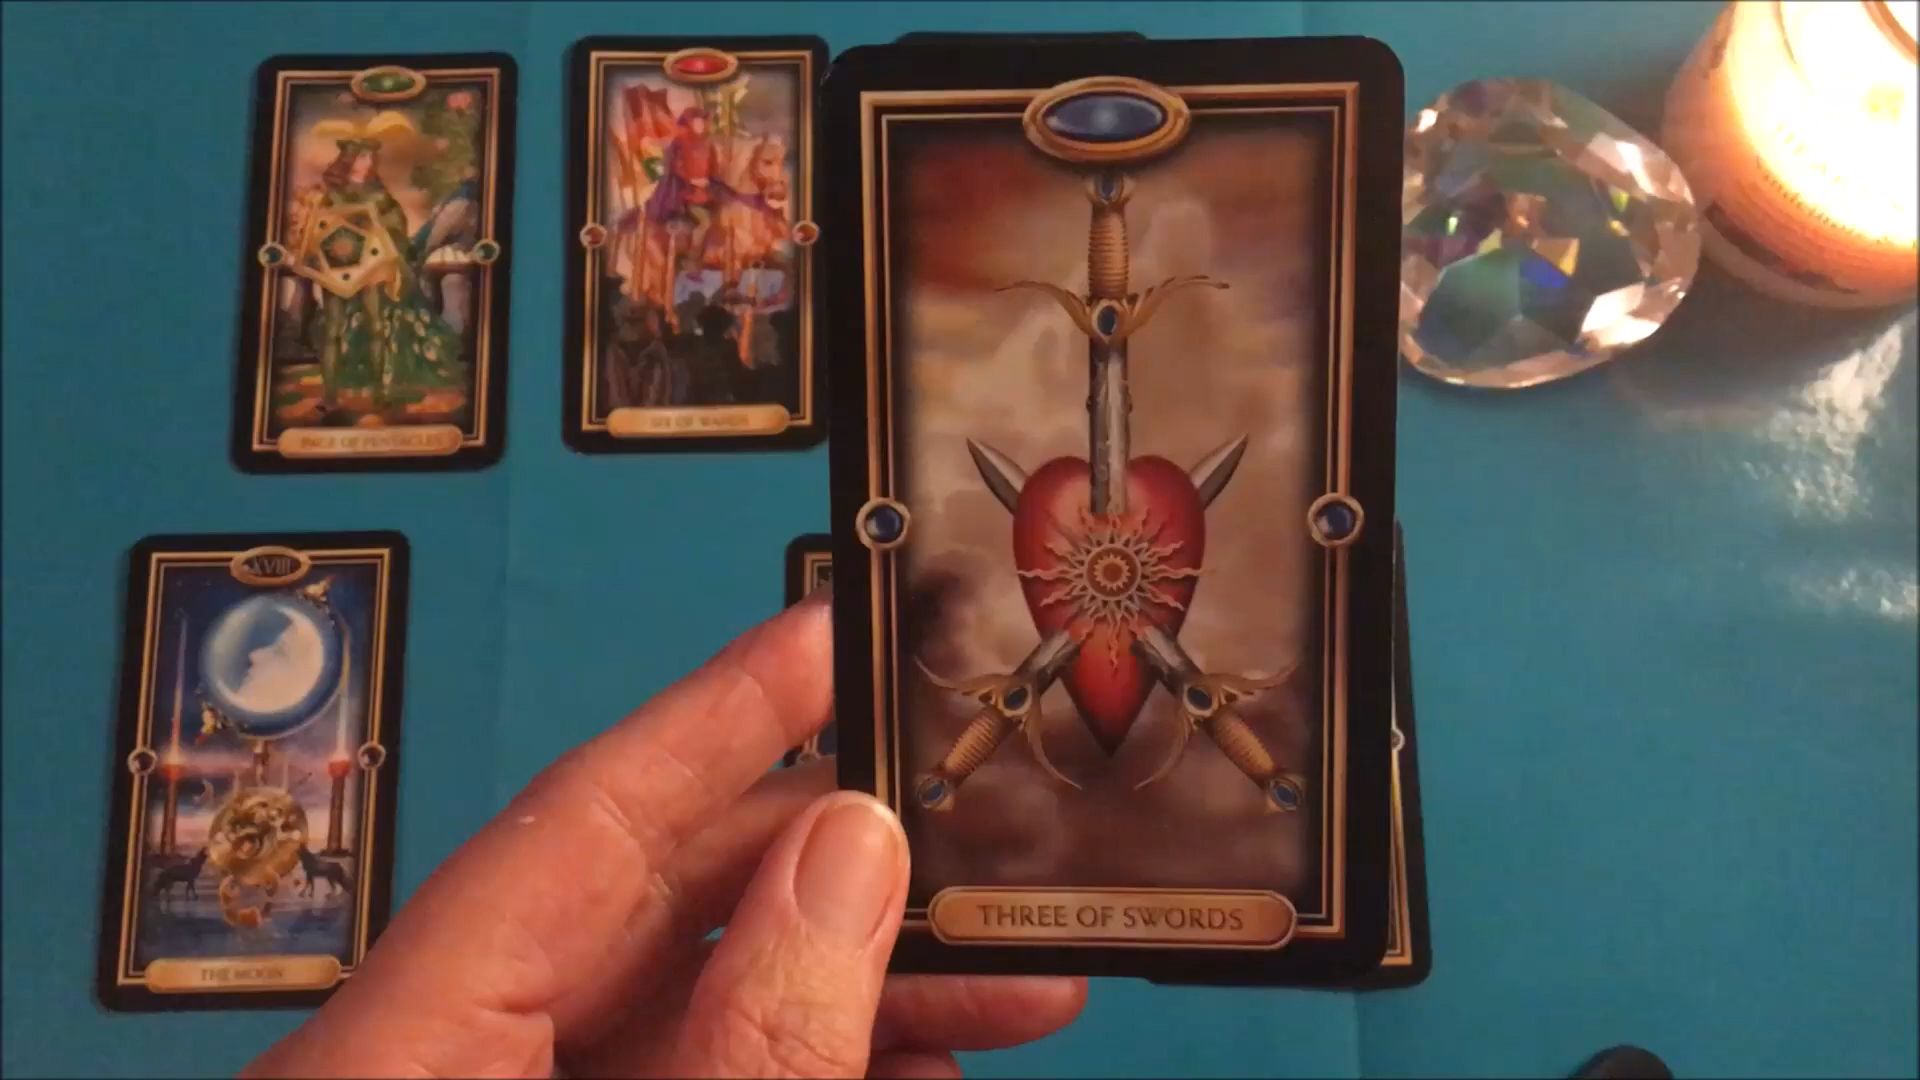 PAGE OF PENTACLES
SIX OF WANDS
THREE OF SWORDS
XVIII
THE MOON